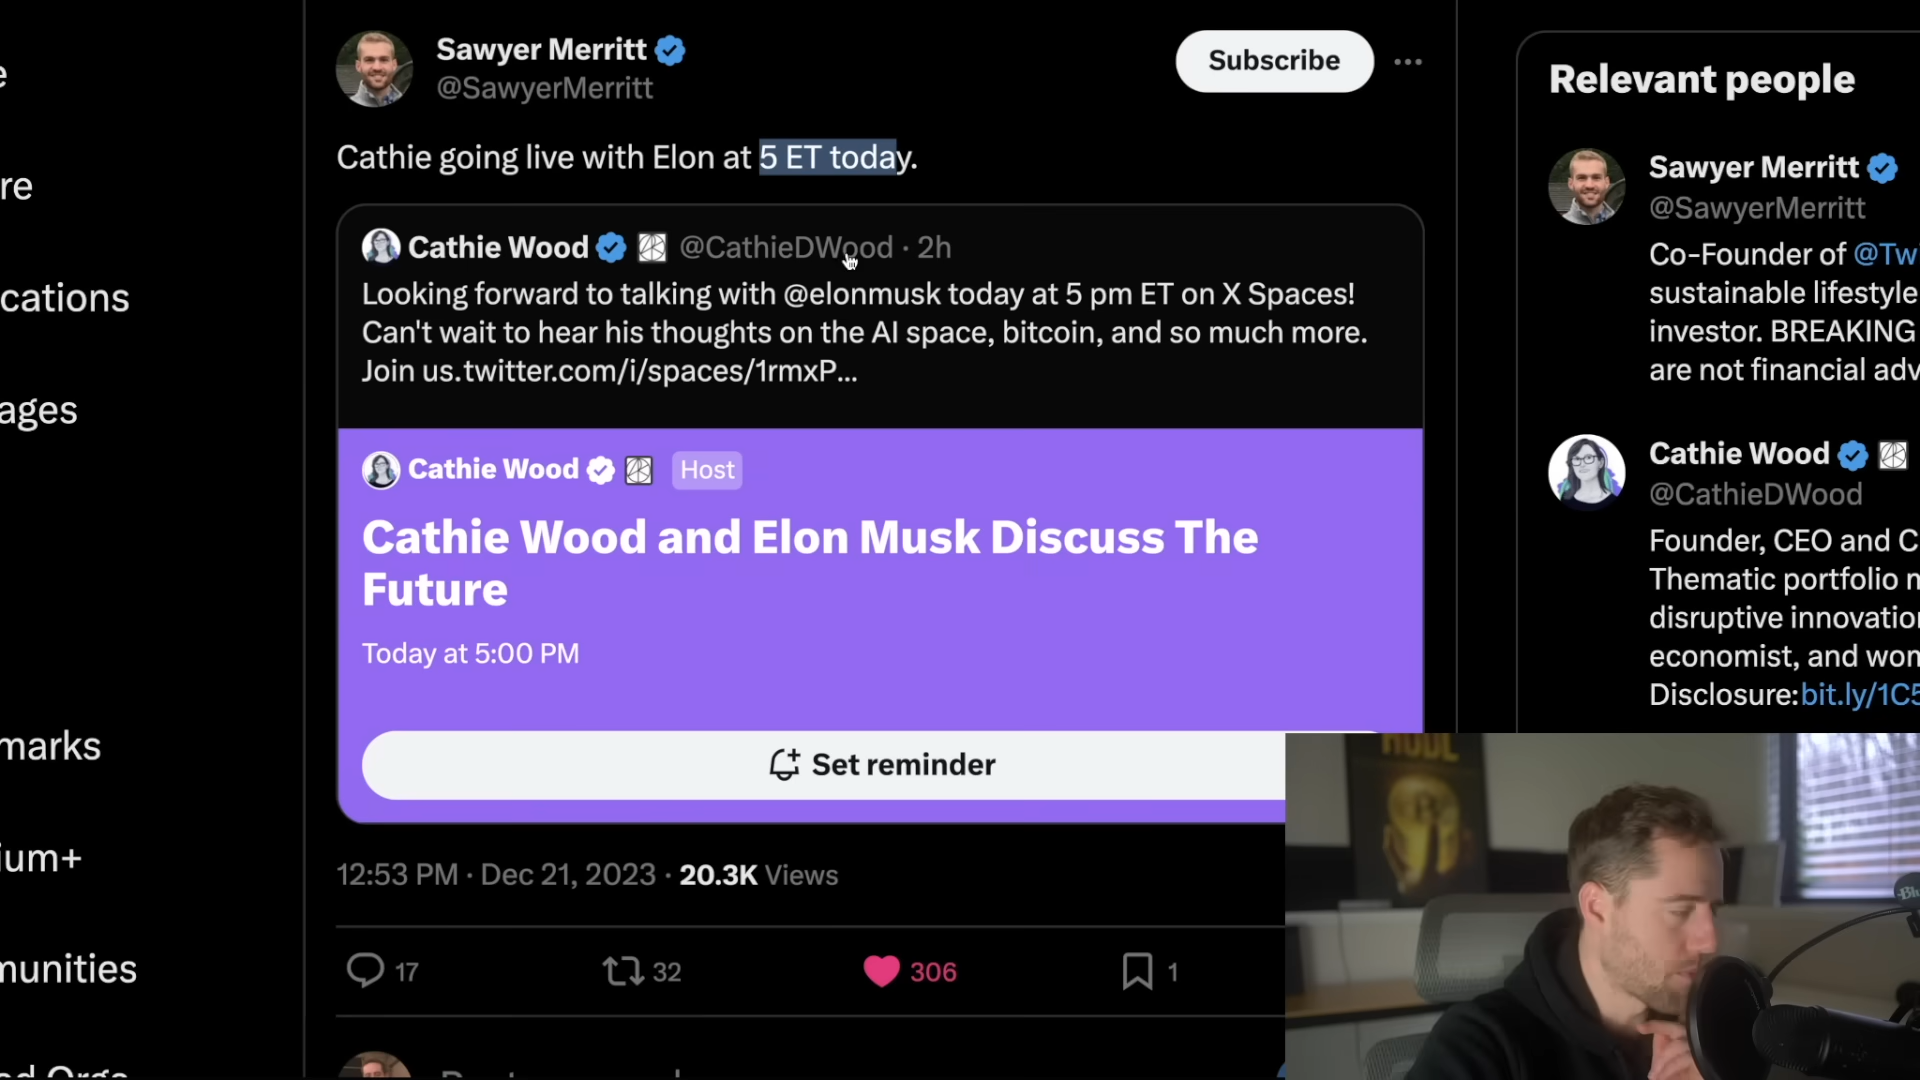 Sawyer Merritt
@SawyerMerritt
Subscribe
Cathie going live with Elon at 5 ET today.
Cathie Wood @CathieDWood · 2h
Looking forward to talking with @elonmusk today at 5 pm ET on X Spaces!
Can't wait to hear his thoughts on the AI space, bitcoin, and so much more.
Join us.twitter.com/i/spaces/1rmxP...
Cathie Wood Host
Cathie Wood and Elon Musk Discuss The
Future
Today at 5:00 PM
Set reminder
12:53 PM · Dec 21, 2023 · 20.3K Views
17 32 306 1
e
re
cations
ages
marks
ium+
munities
Relevant people
Sawyer Merritt
@SawyerMerritt
Co-Founder of @Tw
sustainable lifestyle
investor. BREAKING
are not financial adv
Cathie Wood
@CathieDWood
Founder, CEO and C
Thematic portfolio m
disruptive innovation
economist, and wom
Disclosure:bit.ly/1C5
HODL